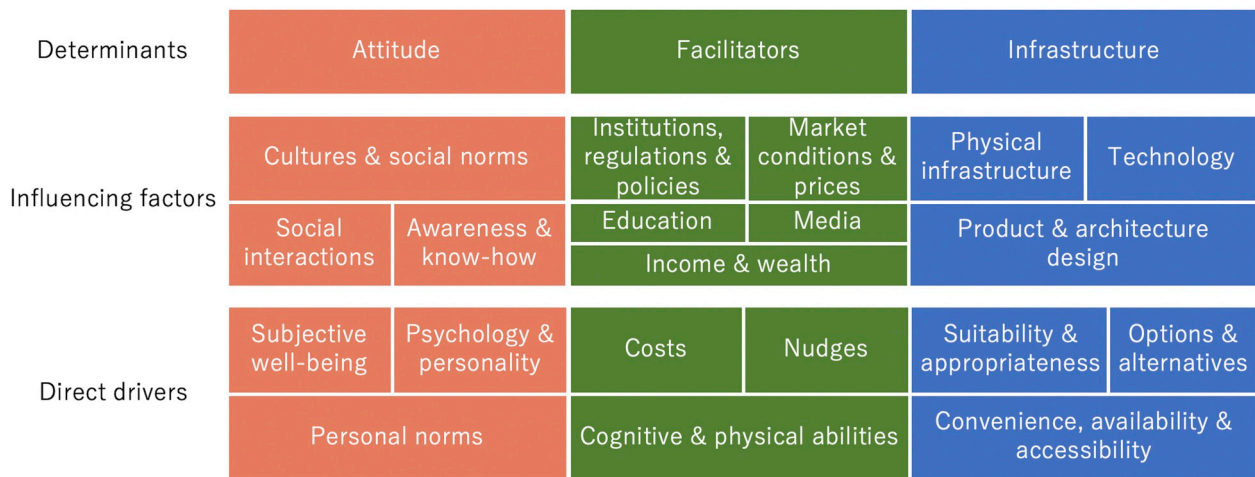 Determinants
Attitude
Facilitators
Infrastructure
Influencing factors
Cultures & social norms
Social
interactions
Awareness &
know-how
Institutions,
regulations &
policies
Market
conditions &
prices
Education
Media
Income & wealth
Physical
infrastructure
Technology
Product & architecture
design
Direct drivers
Subjective
well-being
Psychology &
personality
Personal norms
Costs
Nudges
Cognitive & physical abilities
Suitability &
appropriateness
Options &
alternatives
Convenience, availability &
accessibility